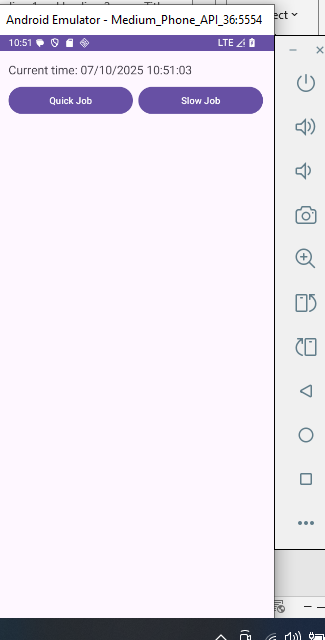 Android Emulator - Medium_Phone_API_36:5554
10:51
LTE
Current time: 07/10/2025 10:51:03
Quick Job
Slow Job